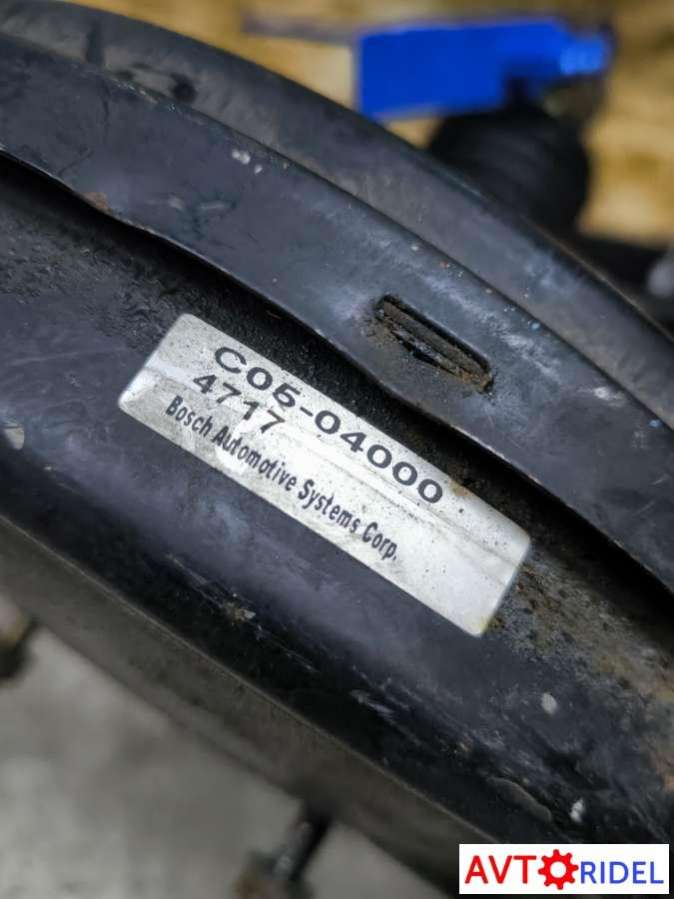 C05-04000
4717
Bosch Automotive Systems Corp.
AVTORIDEL